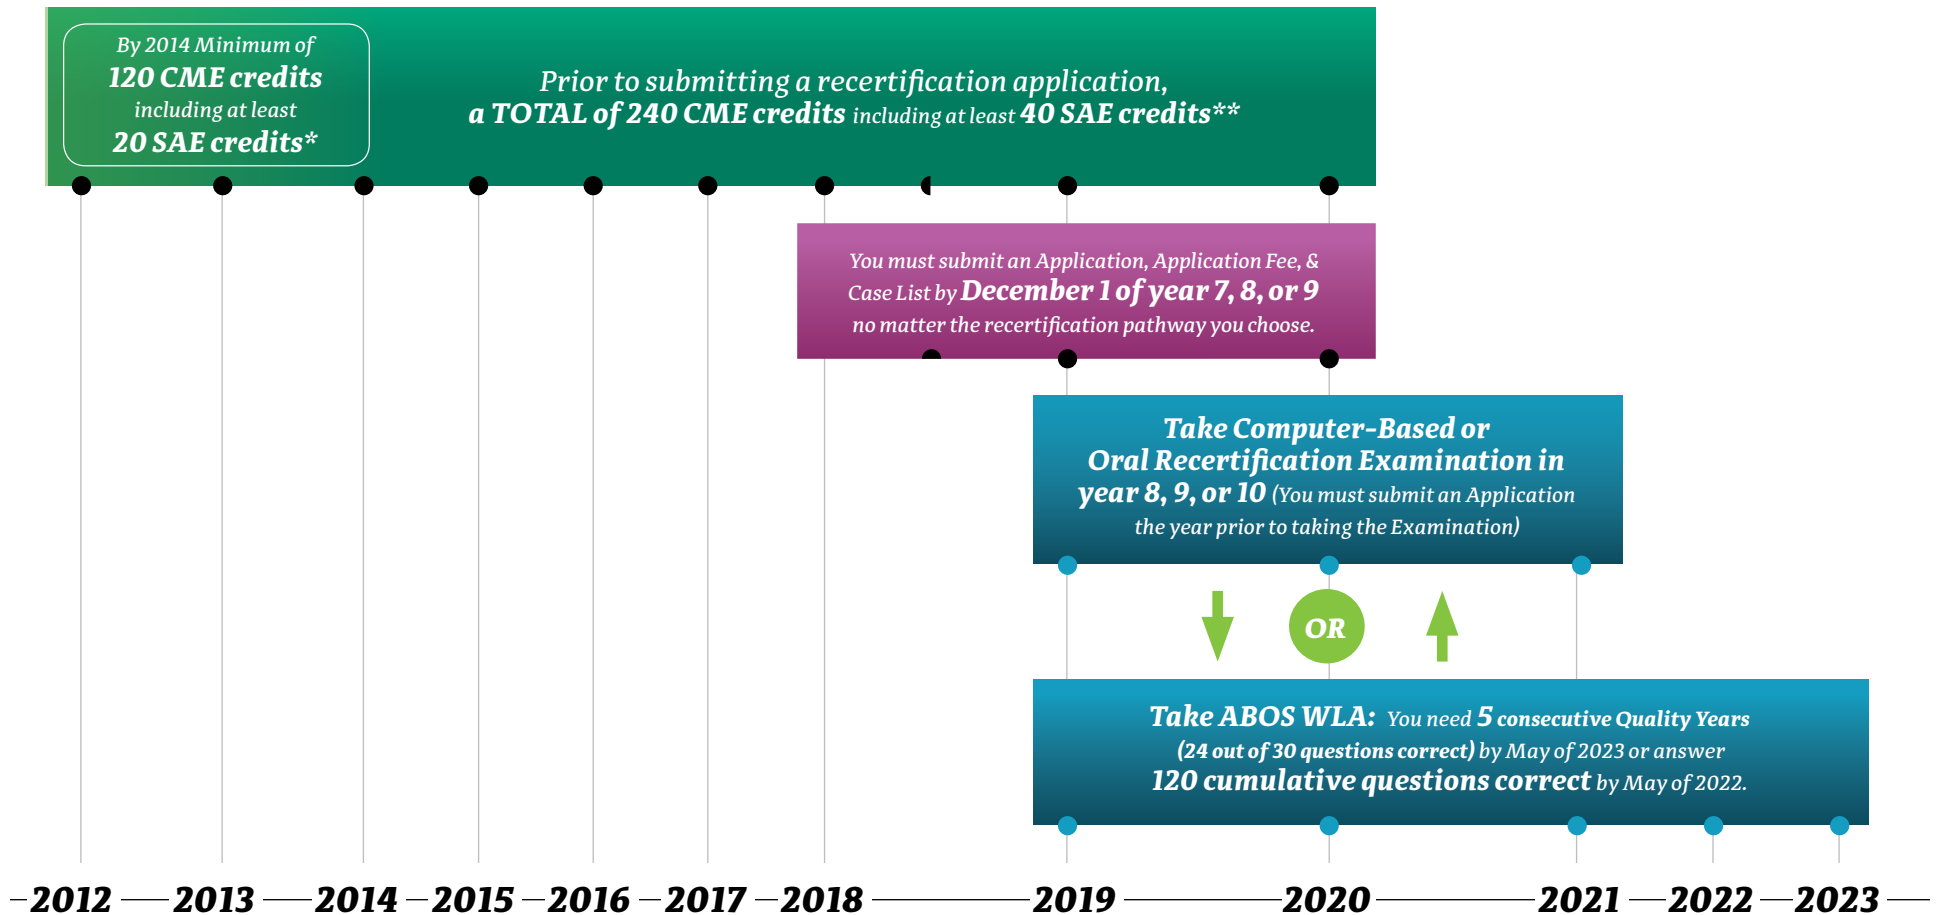 By 2014 Minimum of
120 CME credits
including at least
20 SAE credits*
Prior to submitting a recertification application,
a TOTAL of 240 CME credits including at least 40 SAE credits**
You must submit an Application, Application Fee, &
Case List by December 1 of year 7, 8, or 9
no matter the recertification pathway you choose.
Take Computer-Based or
Oral Recertification Examination in
year 8, 9, or 10 (You must submit an Application
the year prior to taking the Examination)
OR
Take ABOS WLA: You need 5 consecutive Quality Years
(24 out of 30 questions correct) by May of 2023 or answer
120 cumulative questions correct by May of 2022.
2012 2013 2014 2015 2016 2017 2018 2019 2020 2021 2022 2023